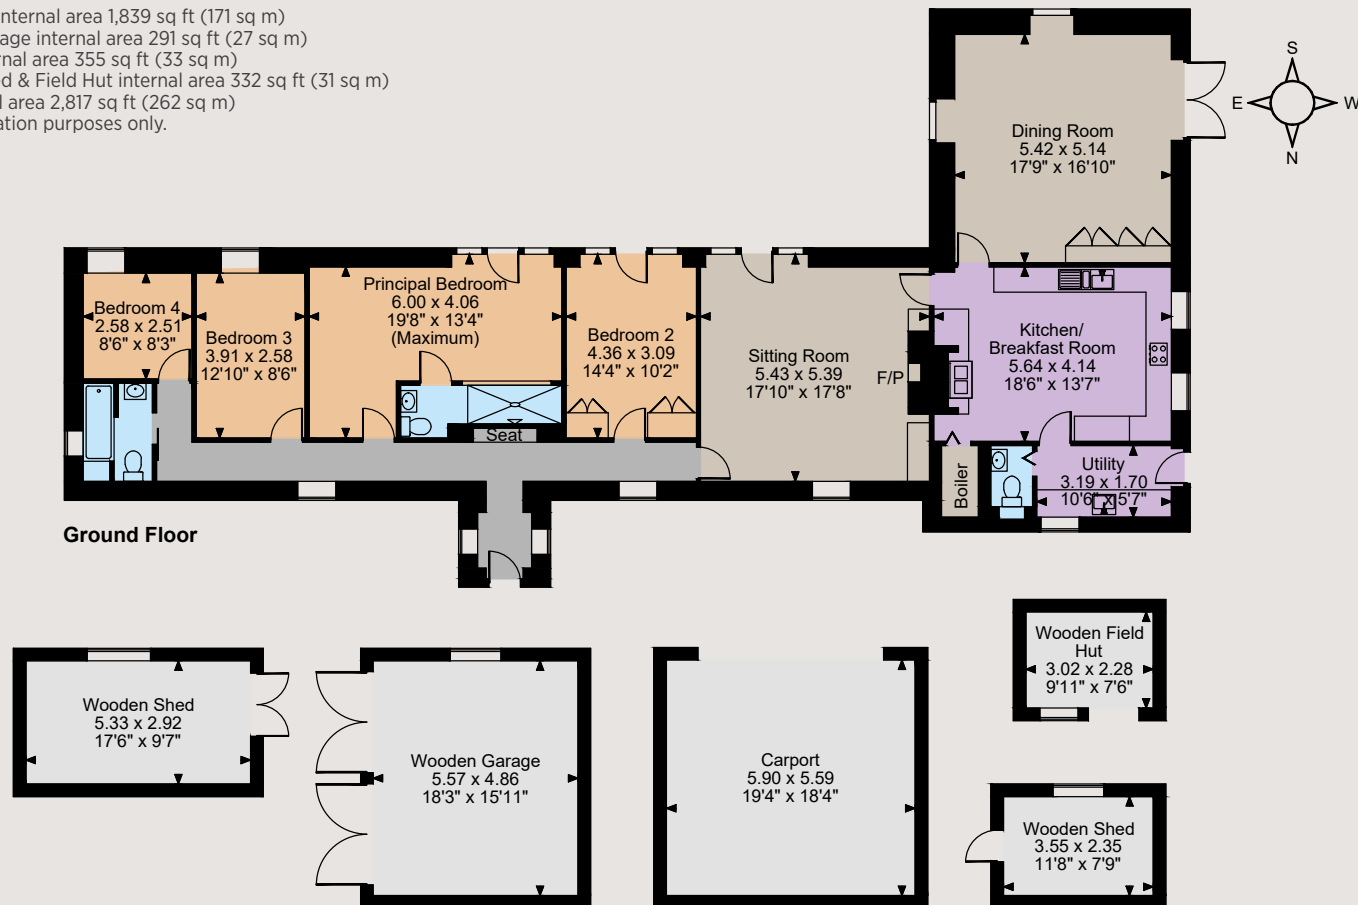 nternal area 1,839 sq ft (171 sq m)
age internal area 291 sq ft (27 sq m)
rnal area 355 sq ft (33 sq m)
d & Field Hut internal area 332 sq ft (31 sq m)
l area 2,817 sq ft (262 sq m)
ation purposes only.
S
E
W
N
Dining Room
5.42 x 5.14
17'9" x 16'10"
Bedroom 4
2.58 x 2.51
8'6" x 8'3"
Bedroom 3
3.91 x 2.58
12'10" x 8'6"
Principal Bedroom
6.00 x 4.06
19'8" x 13'4"
(Maximum)
Bedroom 2
4.36 x 3.09
14'4" x 10'2"
Sitting Room
5.43 x 5.39
17'10" x 17'8"
F/P
Kitchen/
Breakfast Room
5.64 x 4.14
18'6" x 13'7"
Seat
Boiler
Utility
3.19 x 1.70
10'6" x 5'7"
Ground Floor
Wooden Shed
5.33 x 2.92
17'6" x 9'7"
Wooden Garage
5.57 x 4.86
18'3" x 15'11"
Carport
5.90 x 5.59
19'4" x 18'4"
Wooden Field
Hut
3.02 x 2.28
9'11" x 7'6"
Wooden Shed
3.55 x 2.35
11'8" x 7'9"